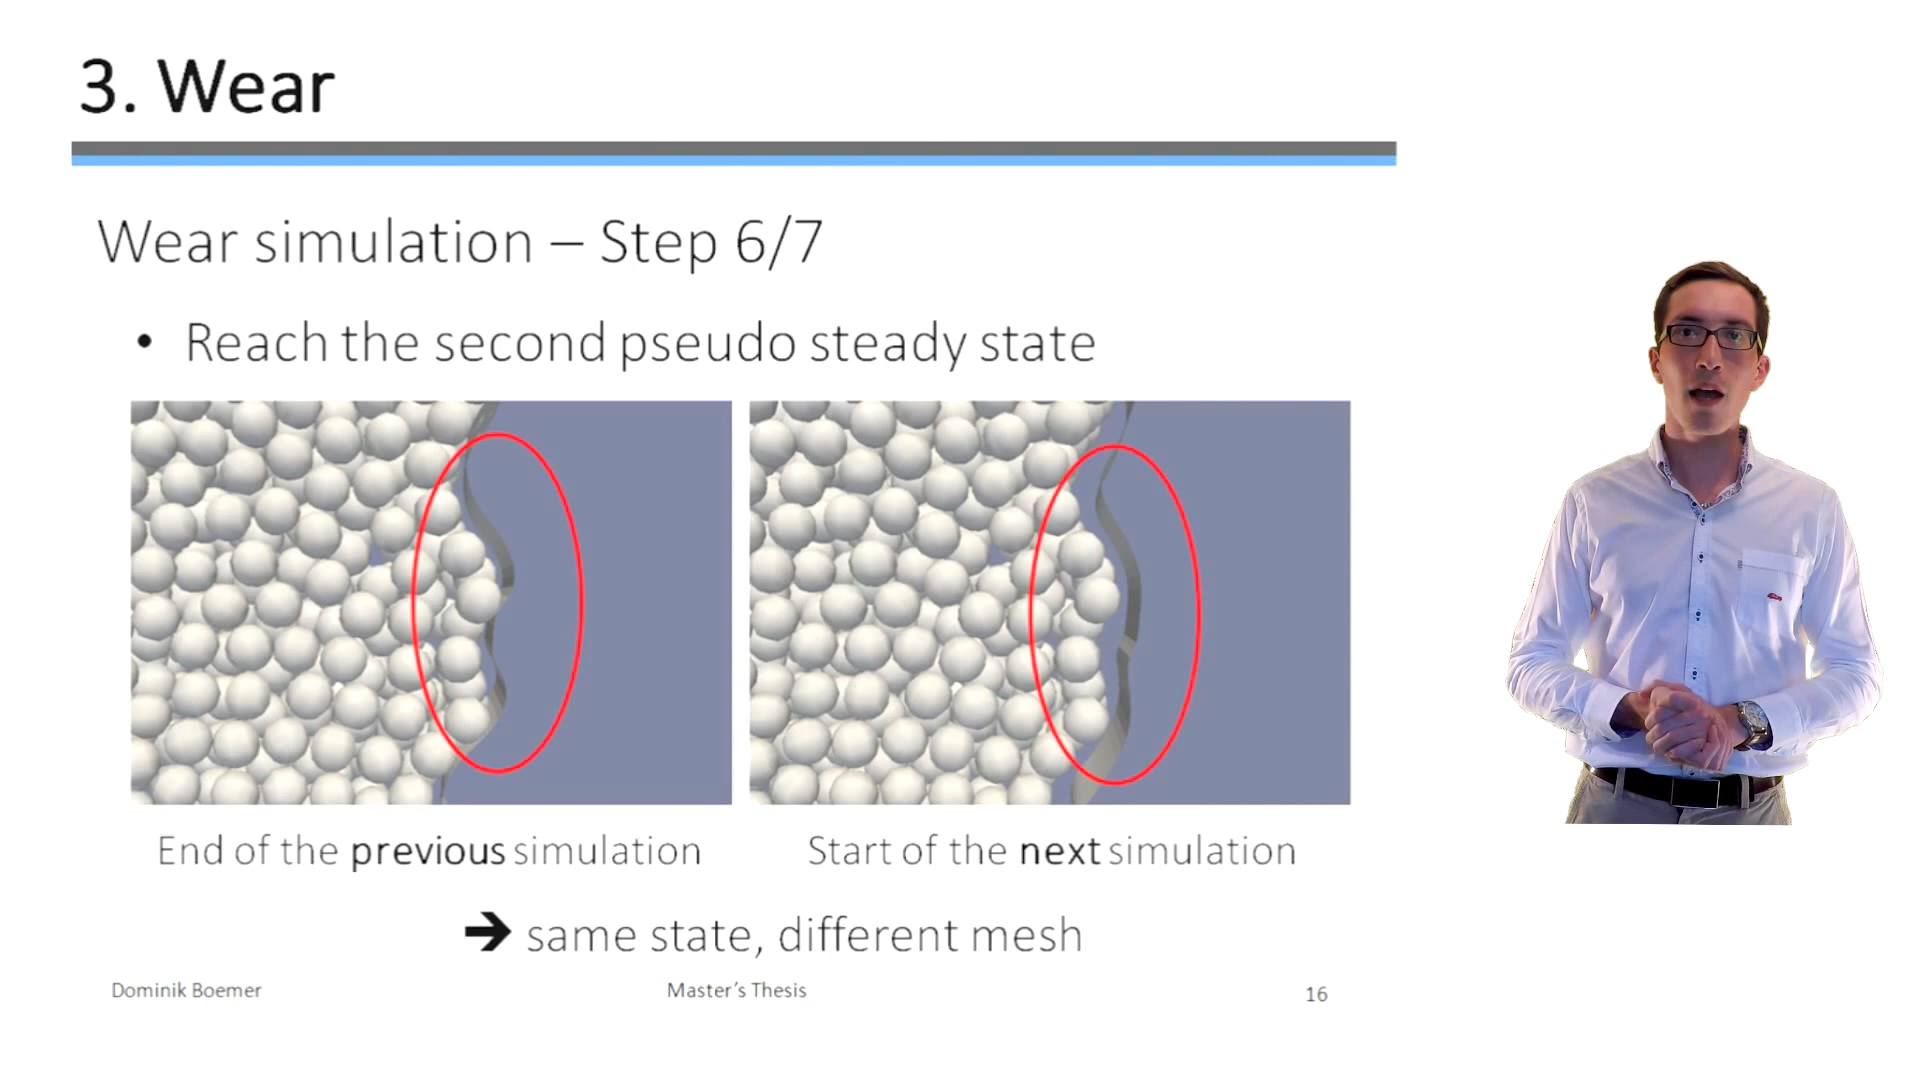 3. Wear
Wear simulation – Step 6/7
• Reach the second pseudo steady state
End of the previous simulation
Start of the next simulation
➔ same state, different mesh
Dominik Boemer
Master's Thesis
16